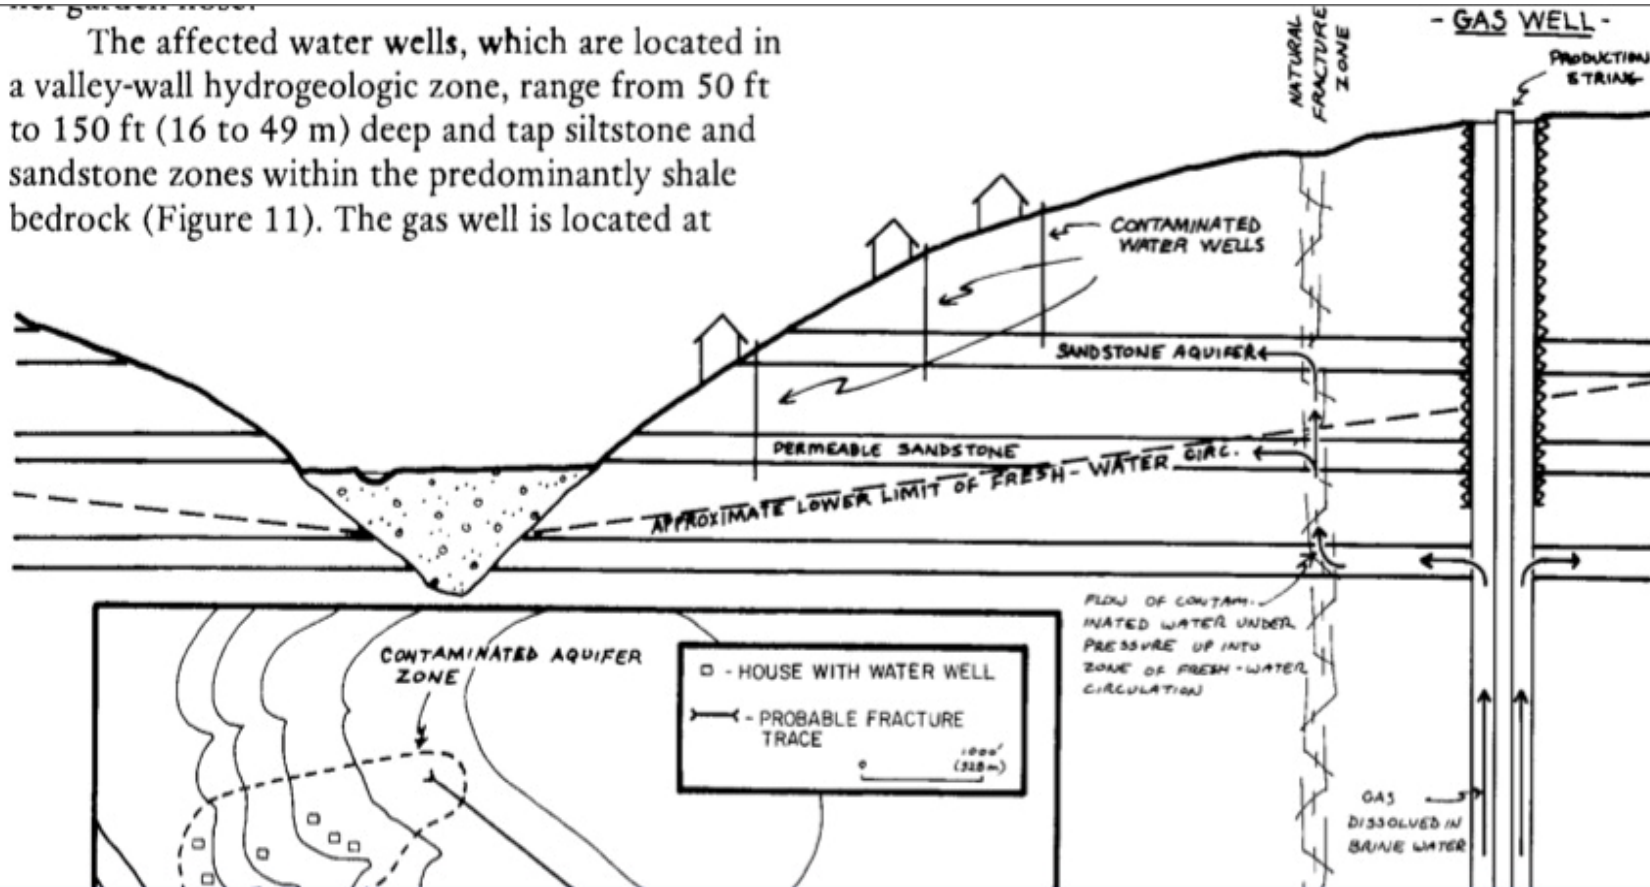 The affected water wells, which are located in
a valley-wall hydrogeologic zone, range from 50 ft
to 150 ft (16 to 49 m) deep and tap siltstone and
sandstone zones within the predominantly shale
bedrock (Figure 11). The gas well is located at
NATURAL
FRACTURE
ZONE
- GAS WELL -
PRODUCTION
STRING
CONTAMINATED
WATER WELLS
SANDSTONE AQUIFER
PERMEABLE SANDSTONE
APPROXIMATE LOWER LIMIT OF FRESH-WATER CIRC.
FLOW OF CONTAM-
INATED WATER UNDER
PRESSURE UP INTO
ZONE OF FRESH-WATER
CIRCULATION
GAS
DISSOLVED IN
BRINE WATER
CONTAMINATED AQUIFER
ZONE
- HOUSE WITH WATER WELL
- PROBABLE FRACTURE
TRACE
0 1000'
(328m)